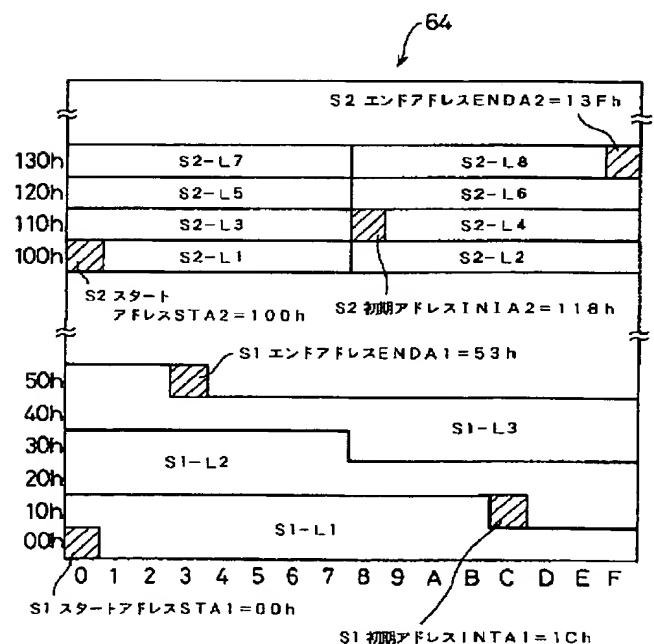 64
S2 エンドアドレスENDA2=13Fh
130h S2-L7 S2-L8
120h S2-L5 S2-L6
110h S2-L3 S2-L4
100h S2-L1 S2-L2
S2 スタート
アドレスSTA2=100h
S2 初期アドレスINIA2=118h
S1 エンドアドレスENDA1=53h
50h
40h
S1-L3
30h
S1-L2
20h
10h
S1-L1
00h
0 1 2 3 4 5 6 7 8 9 A B C D E F
S1 スタートアドレスSTA1=00h
S1 初期アドレスINTA1=1Ch